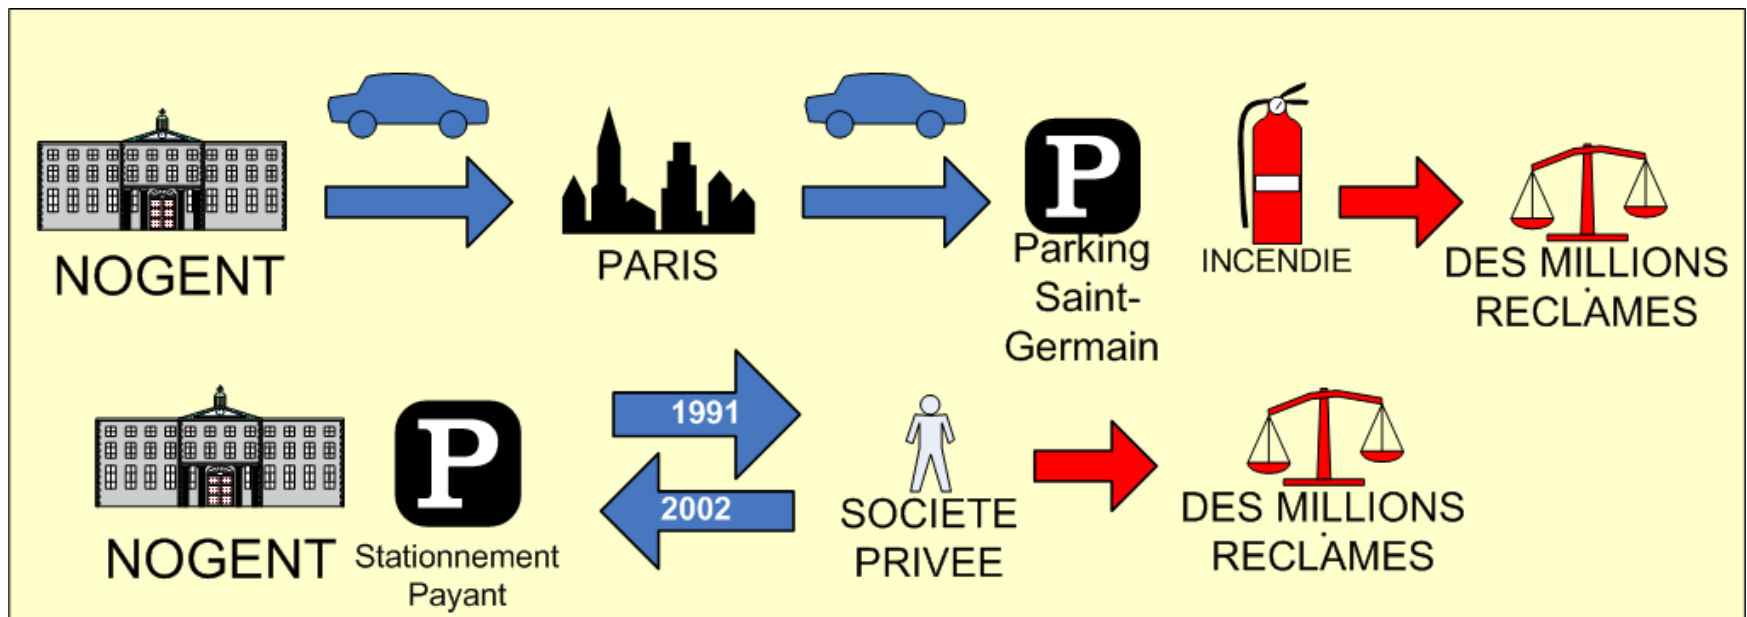 P
P
NOGENT
PARIS
Parking
Saint-
Germain
INCENDIE
DES MILLIONS
RECLAMES
1991
2002
NOGENT
Stationnement
Payant
SOCIETE
PRIVEE
DES MILLIONS
RECLAMES